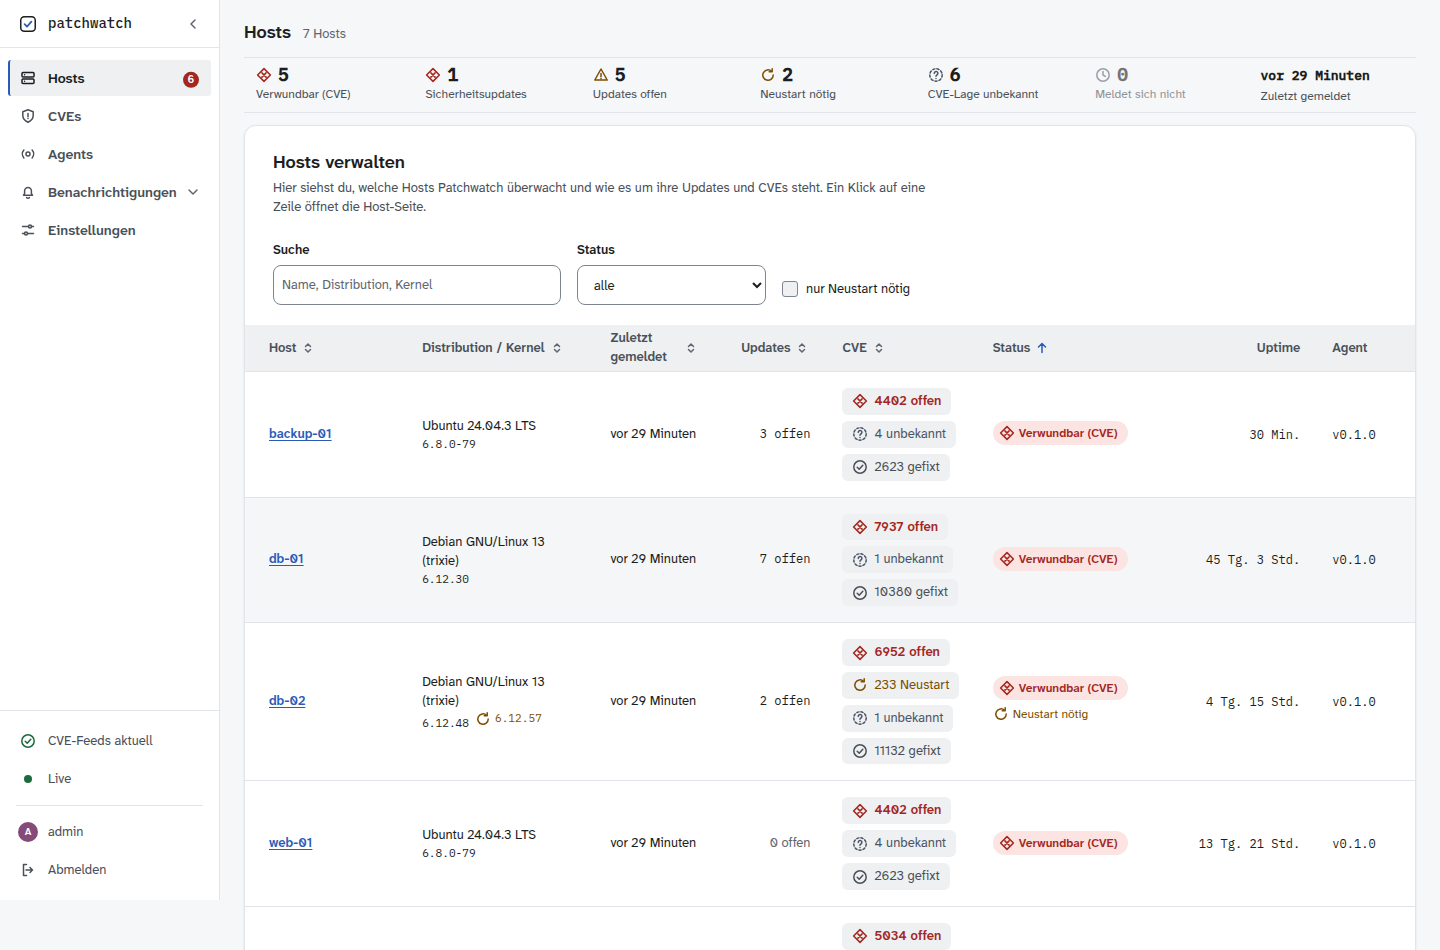 patchwatch
Hosts 6
CVEs
Agents
Benachrichtigungen
Einstellungen
CVE-Feeds aktuell
Live
A admin
Abmelden
Hosts 7 Hosts
5 1 5 2 6 0 vor 29 Minuten
Verwundbar (CVE) Sicherheitsupdates Updates offen Neustart nötig CVE-Lage unbekannt Meldet sich nicht Zuletzt gemeldet
Hosts verwalten
Hier siehst du, welche Hosts Patchwatch überwacht und wie es um ihre Updates und CVEs steht. Ein Klick auf eine
Zeile öffnet die Host-Seite.
Suche Status
Name, Distribution, Kernel alle nur Neustart nötig
Host Distribution / Kernel Zuletzt gemeldet Updates CVE Status Uptime Agent
4402 offen
backup-01 Ubuntu 24.04.3 LTS vor 29 Minuten 3 offen 4 unbekannt Verwundbar (CVE) 30 Min. v0.1.0
6.8.0-79
2623 gefixt
7937 offen
Debian GNU/Linux 13
db-01 (trixie) vor 29 Minuten 7 offen 1 unbekannt Verwundbar (CVE) 45 Tg. 3 Std. v0.1.0
6.12.30
10380 gefixt
6952 offen
Debian GNU/Linux 13 233 Neustart Verwundbar (CVE)
db-02 (trixie) vor 29 Minuten 2 offen 4 Tg. 15 Std. v0.1.0
6.12.48 6.12.57 1 unbekannt Neustart nötig
11132 gefixt
4402 offen
web-01 Ubuntu 24.04.3 LTS vor 29 Minuten 0 offen 4 unbekannt Verwundbar (CVE) 13 Tg. 21 Std. v0.1.0
6.8.0-79
2623 gefixt
5034 offen